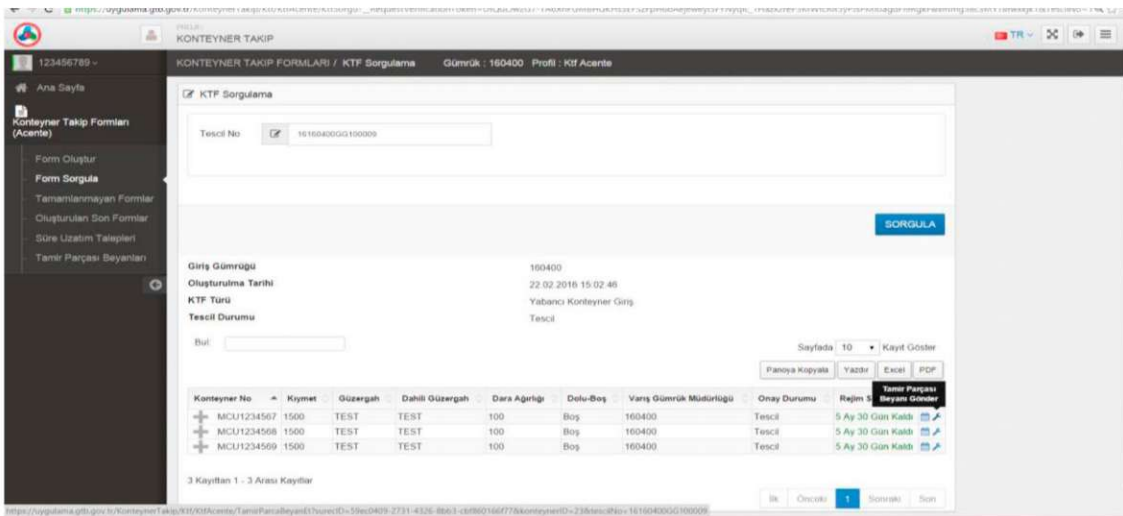 KONTEYNER TAKIP
TR
123456789
KONTEYNER TAKIP FORMLARI / KTF Sorgulama Gümrük : 160400 Profil : Ktf Acente
Ana Sayfa
Konteyner Takip Formları
(Acente)
Form Oluştur
Form Sorgula
Tamamlanmayan Formlar
Oluşturulan Son Formlar
Süre Uzatım Talepleri
Tamir Parçası Beyanları
KTF Sorgulama
Tescil No 16160400GG100009
SORGULA
Giriş Gümrüğü 160400
Oluşturulma Tarihi 22.02.2016 15:02:46
KTF Türü Yabancı Konteyner Giriş
Tescil Durumu Tescil
Bul:
Sayfada 10 Kayıt Göster
Panoya Kopyala Yazdır Excel PDF
Tamir Parçası
Beyanı Gönder
Konteyner No Kıymet Güzergah Dahili Güzergah Dara Ağırlığı Dolu-Boş Varış Gümrük Müdürlüğü Onay Durumu Rejim S
MCU1234567 1500 TEST TEST 100 Boş 160400 Tescil 5 Ay 30 Gün Kaldı
MCU1234568 1500 TEST TEST 100 Boş 160400 Tescil 5 Ay 30 Gün Kaldı
MCU1234569 1500 TEST TEST 100 Boş 160400 Tescil 5 Ay 30 Gün Kaldı
3 Kayıttan 1 - 3 Arası Kayıtlar
İlk Önceki 1 Sonraki Son